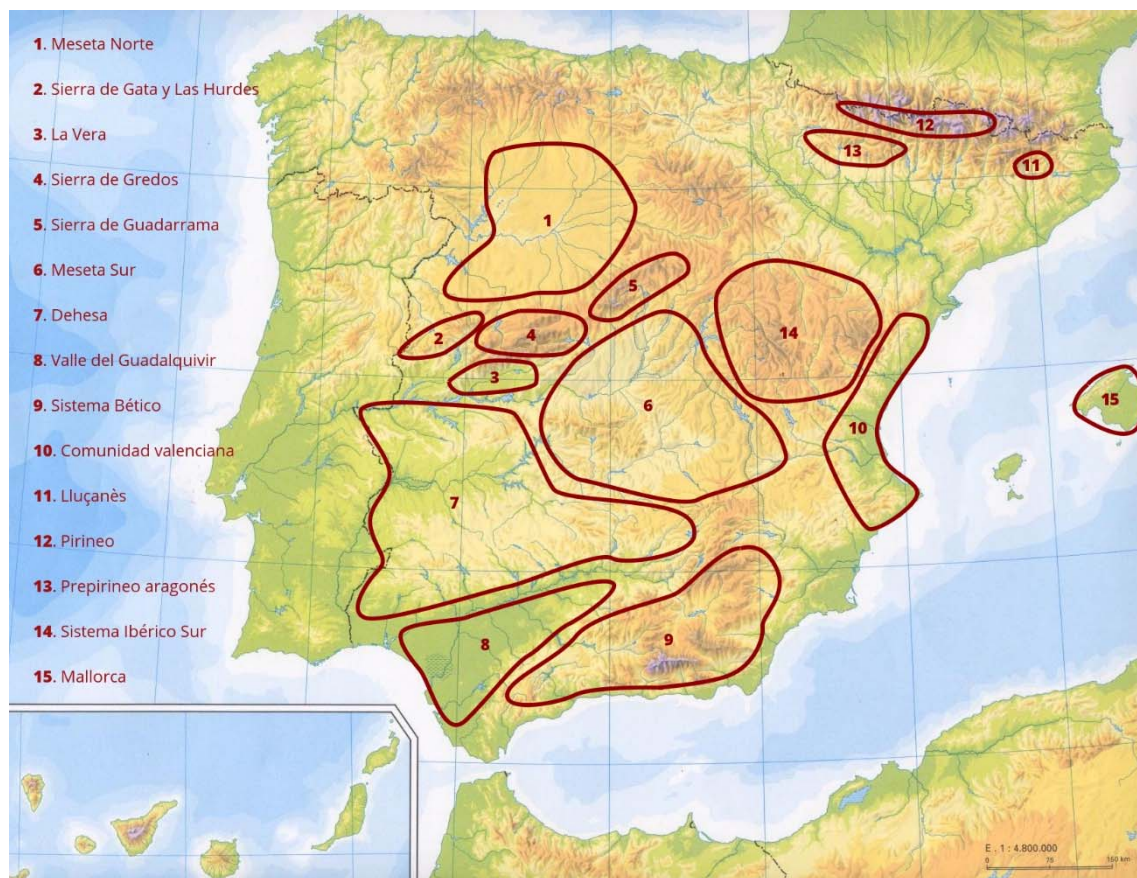 1. Meseta Norte
2. Sierra de Gata y Las Hurdes
3. La Vera
4. Sierra de Gredos
5. Sierra de Guadarrama
6. Meseta Sur
7. Dehesa
8. Valle del Guadalquivir
9. Sistema Bético
10. Comunidad valenciana
11. Lluçanès
12. Pirineo
13. Prepirineo aragonés
14. Sistema Ibérico Sur
15. Mallorca
12
13
11
1
5
2
4
14
3
15
6
10
7
8
9
E. 1 : 4.800.000
0 75 150 km